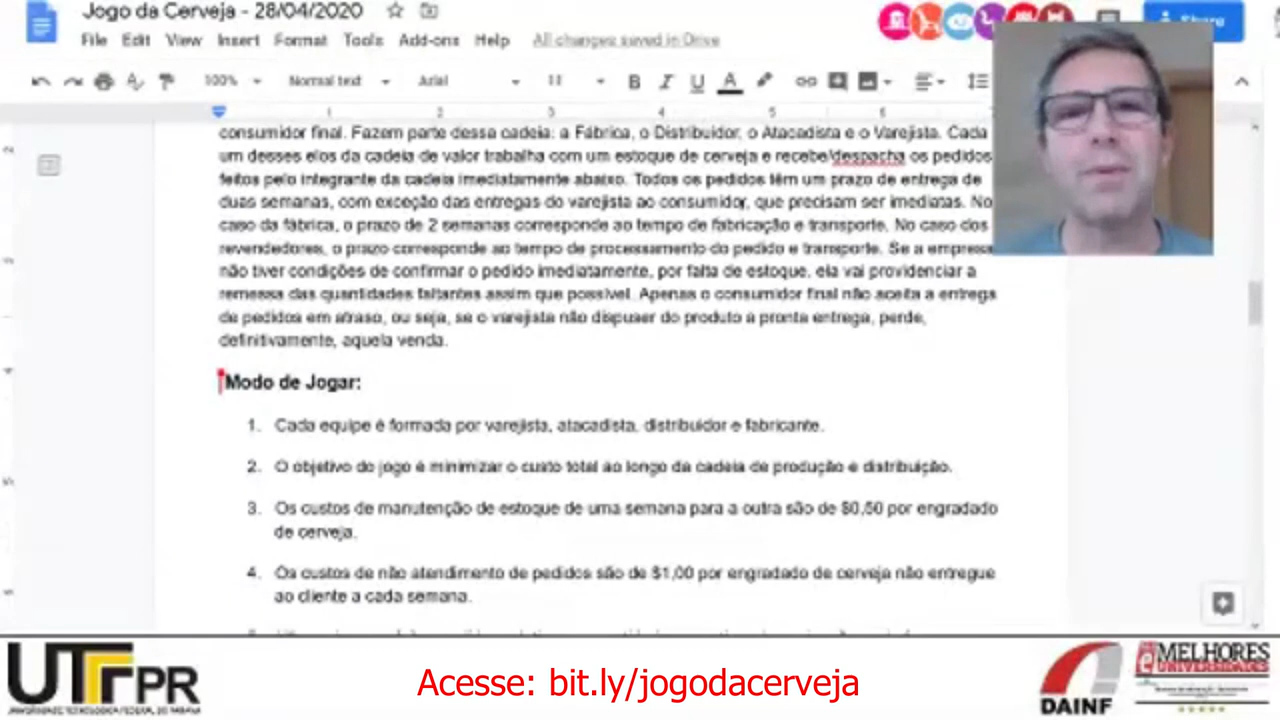 Jogo da Cerveja - 28/04/2020
File Edit View Insert Format Tools Add-ons Help All changes saved in Drive
Share
100% Normal text Arial 11 B I U A
1 2 3 4 5 6
consumidor final. Fazem parte dessa cadeia: a Fábrica, o Distribuidor, o Atacadista e o Varejista. Cada
um desses elos da cadeia de valor trabalha com um estoque de cerveja e recebe/despacha os pedidos
feitos pelo integrante da cadeia imediatamente abaixo. Todos os pedidos têm um prazo de entrega de
duas semanas, com exceção das entregas do varejista ao consumidor, que precisam ser imediatas. No
caso da fábrica, o prazo de 2 semanas corresponde ao tempo de fabricação e transporte. No caso dos
revendedores, o prazo corresponde ao tempo de processamento do pedido e transporte. Se a empresa
não tiver condições de confirmar o pedido imediatamente, por falta de estoque, ela vai providenciar a
remessa das quantidades faltantes assim que possível. Apenas o consumidor final não aceita a entrega
de pedidos em atraso, ou seja, se o varejista não dispuser do produto a pronta entrega, perde,
definitivamente, aquela venda.
Modo de Jogar:
1. Cada equipe é formada por varejista, atacadista, distribuidor e fabricante.
2. O objetivo do jogo é minimizar o custo total ao longo da cadeia de produção e distribuição.
3. Os custos de manutenção de estoque de uma semana para a outra são de $0,50 por engradado
de cerveja.
4. Os custos de não atendimento de pedidos são de $1,00 por engradado de cerveja não entregue
ao cliente a cada semana.
UTFPR
UNIVERSIDADE TECNOLÓGICA FEDERAL DO PARANÁ
Acesse: bit.ly/jogodacerveja
DAINF
MELHORES
UNIVERSIDADES